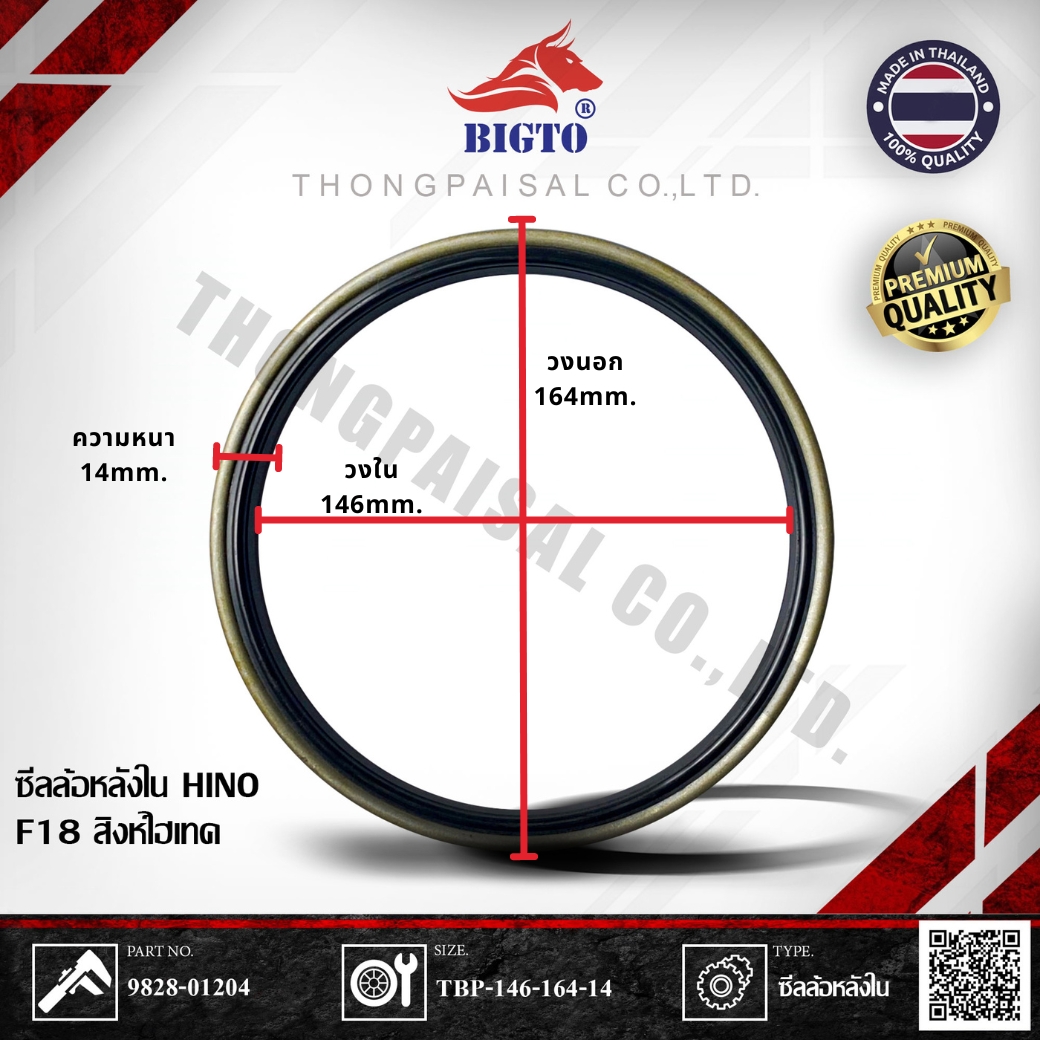 BIGTO ®
THONGPAISAL CO.,LTD.
MADE IN THAILAND
100% QUALITY
PREMIUM QUALITY
PREMIUM QUALITY
PREMIUM
QUALITY
THONGPAISAL CO., LTD.
วงนอก
164mm.
ความหนา
14mm.
วงใน
146mm.
ซีลล้อหลังใน HINO
F18 สิงห์ไฮเทค
PART NO.
9828-01204
SIZE.
TBP-146-164-14
TYPE.
ซีลล้อหลังใน